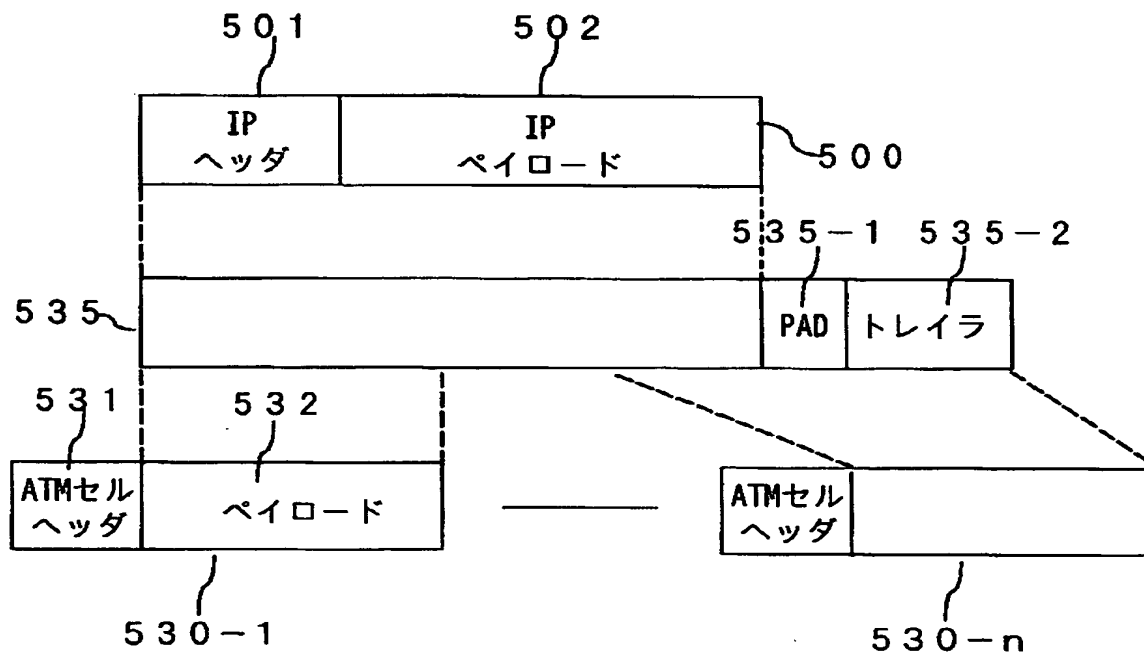 ５０１
５０２
IP
ヘッダ
IP
ペイロード
５００
５３５－１
５３５－２
５３５
PAD
トレイラ
５３１
５３２
ATMセル
ヘッダ
ペイロード
ATMセル
ヘッダ
５３０－１
５３０－ｎ